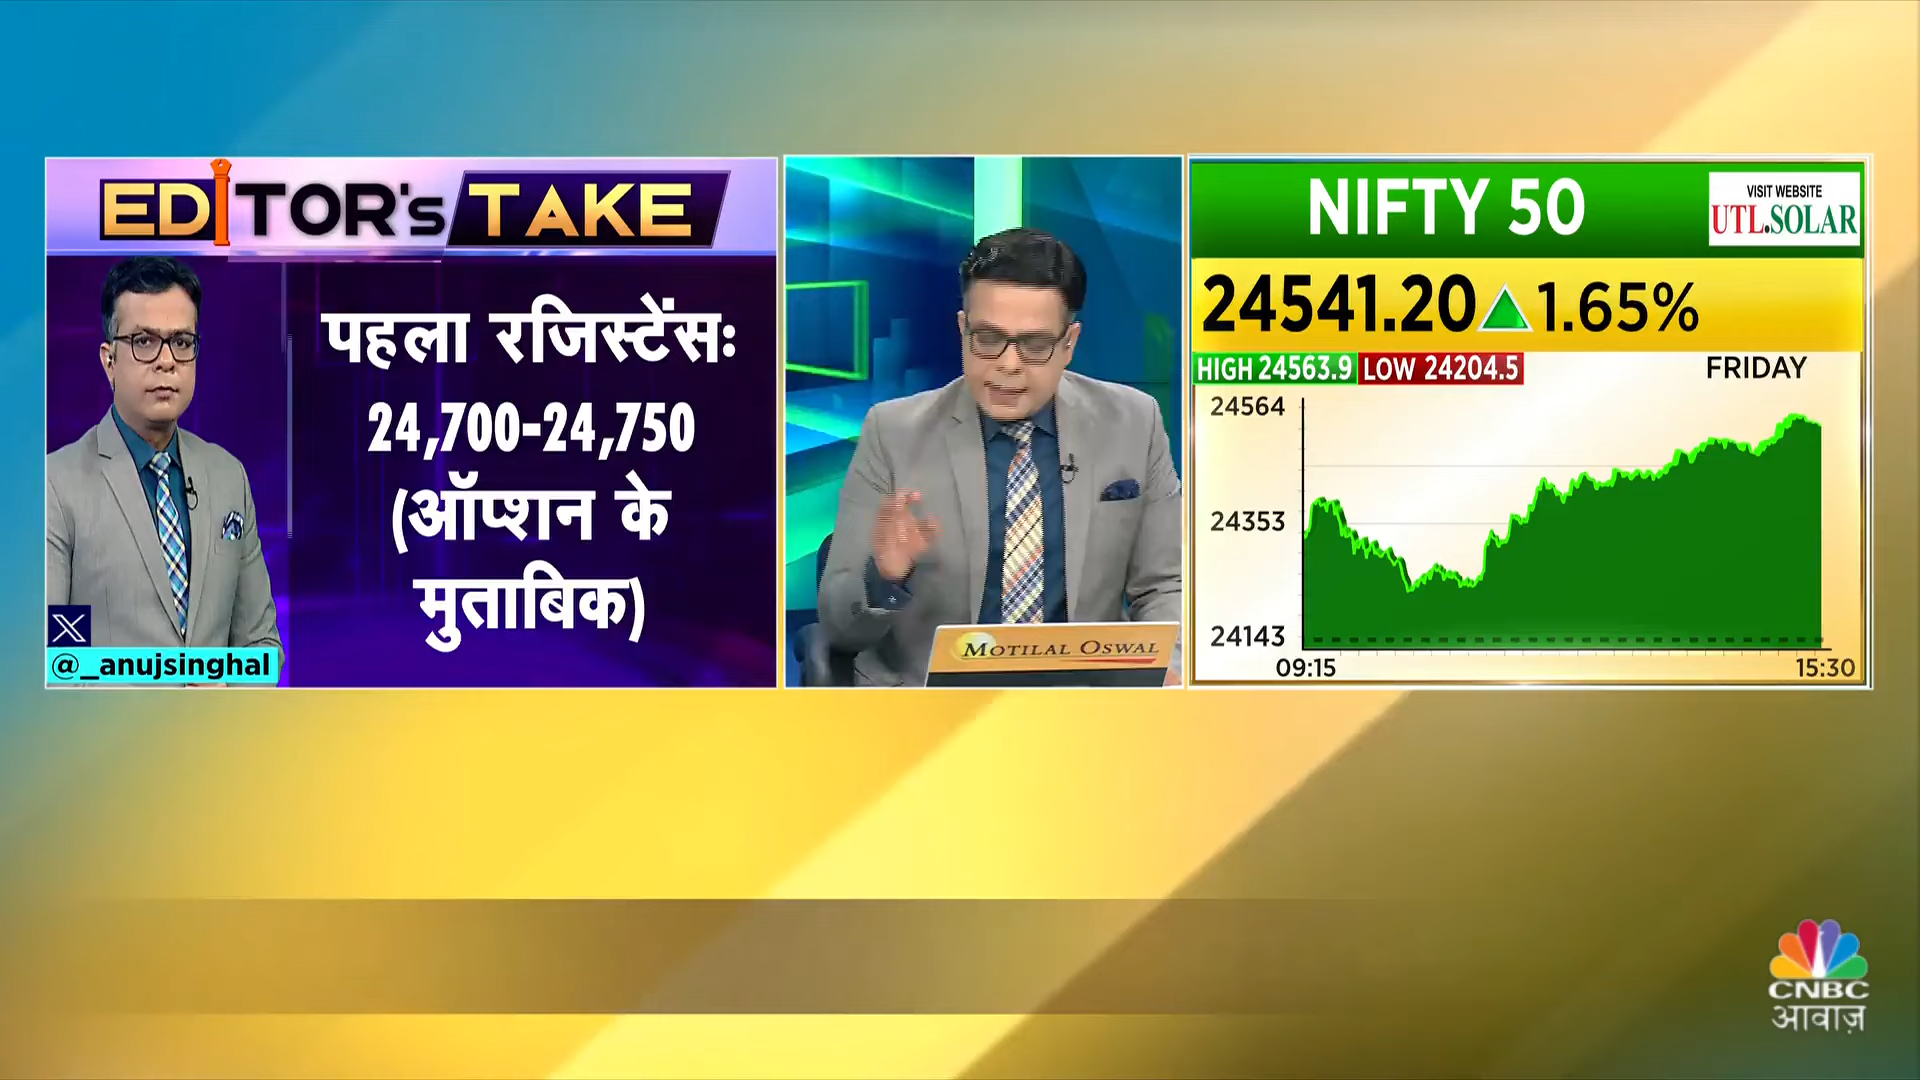 EDITOR's TAKE
पहला रजिस्टेंसः
24,700-24,750
(ऑप्शन के
मुताबिक)
@_anujsinghal
MOTILAL OSWAL
NIFTY 50
VISIT WEBSITE
UTL.SOLAR
24541.20 1.65%
HIGH 24563.9 LOW 24204.5
FRIDAY
24564
24353
24143
09:15 15:30
CNBC
आवाज़